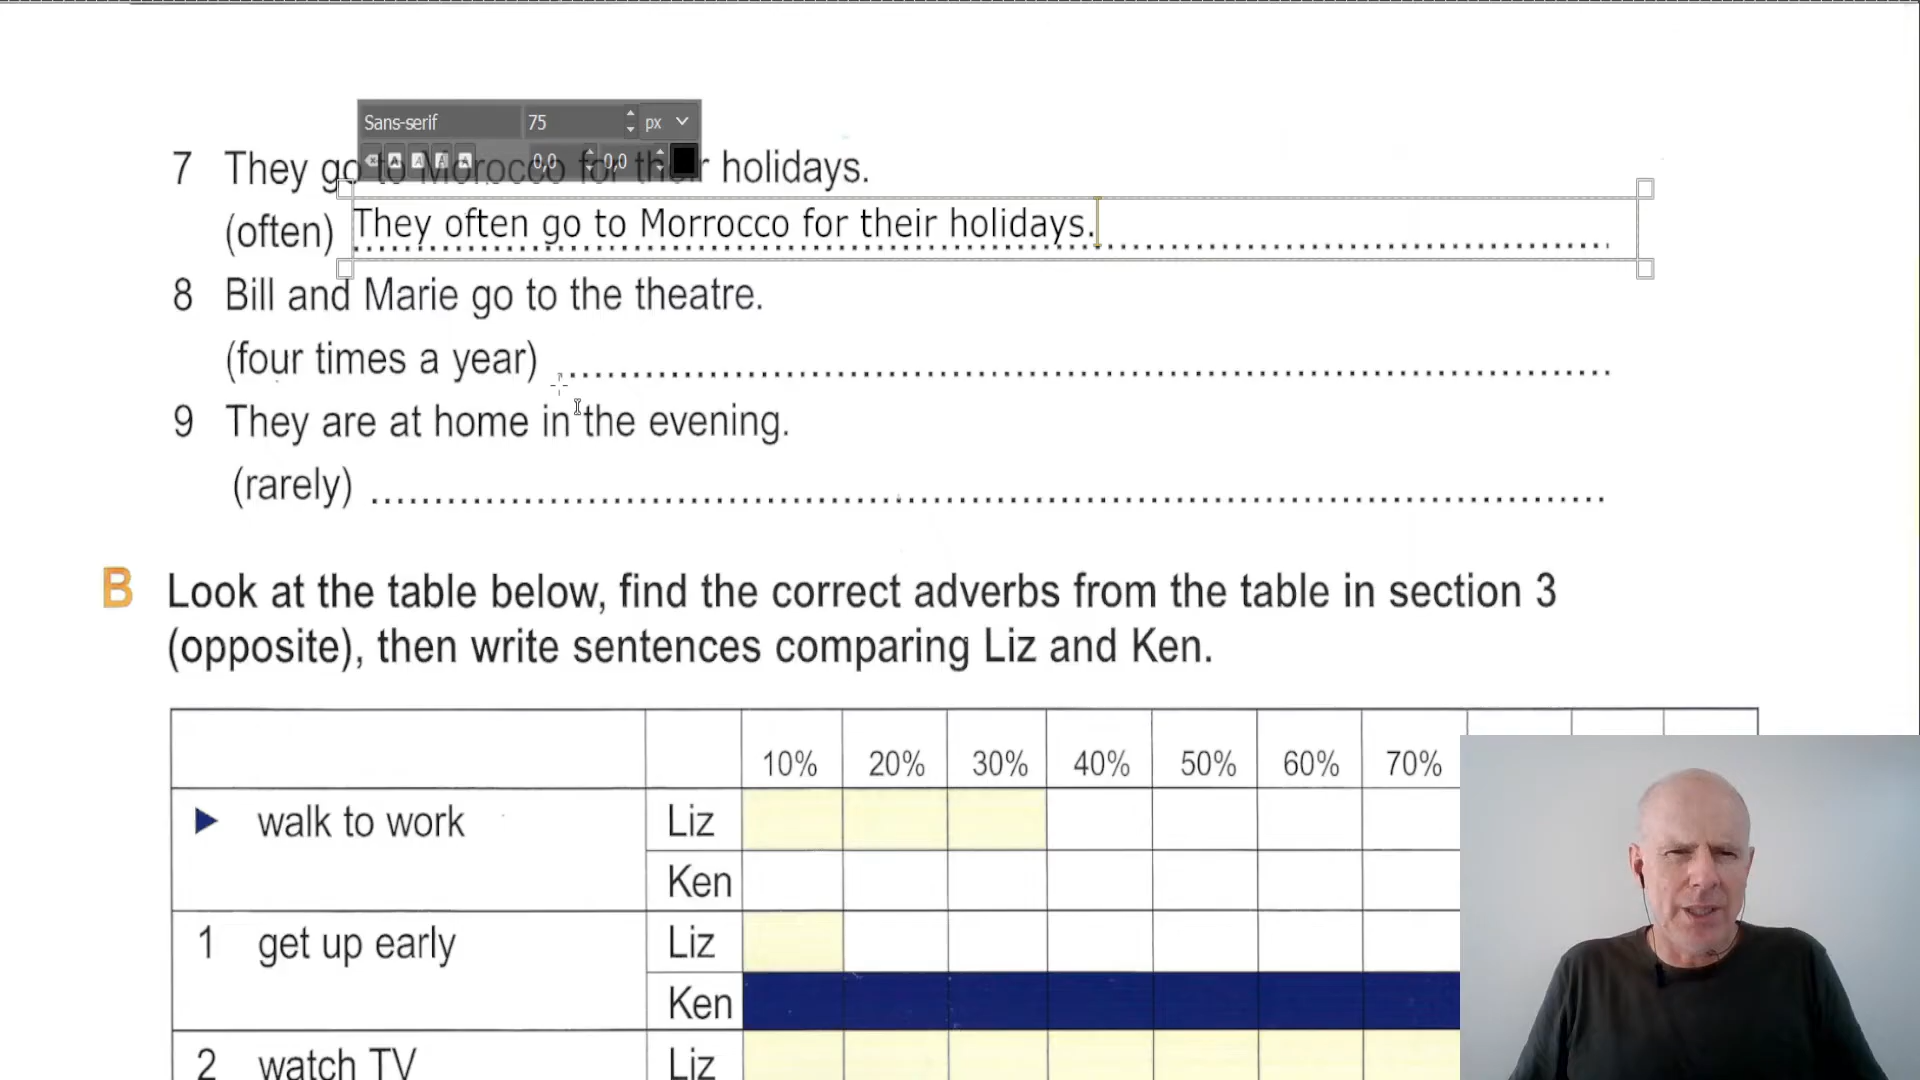 Sans-serif 75 px
0,0 0,0
7 They go to Morocco for their holidays.
(often) They often go to Morrocco for their holidays.
8 Bill and Marie go to the theatre.
(four times a year)
9 They are at home in the evening.
(rarely)
B Look at the table below, find the correct adverbs from the table in section 3
(opposite), then write sentences comparing Liz and Ken.
10% 20% 30% 40% 50% 60% 70%
walk to work Liz
Ken
1 get up early Liz
Ken
2 watch TV Liz